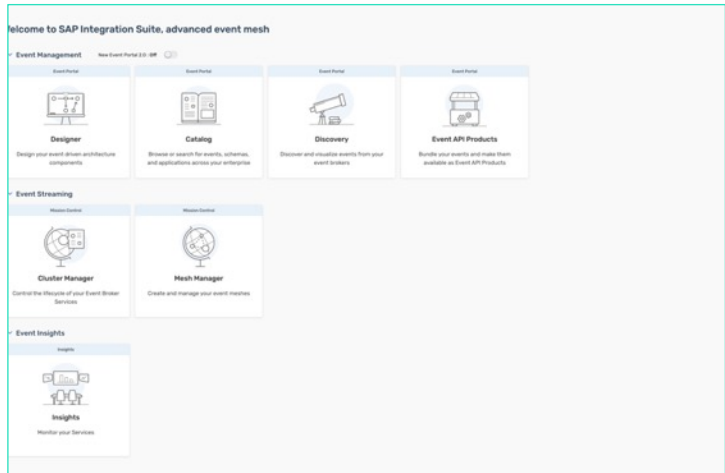 elcome to SAP Integration Suite, advanced event mesh
Event Management New Event Portal 2.0 - Off
Event Portal
Designer
Design your event driven architecture
components
Event Portal
Catalog
Browse or search for events, schemas,
and applications across your enterprise
Event Portal
Discovery
Discover and visualize events from your
event brokers
Event Portal
Event API Products
Bundle your events and make them
available as Event API Products
Event Streaming
Mission Control
Cluster Manager
Control the lifecycle of your Event Broker
Services
Mission Control
Mesh Manager
Create and manage your event meshes
Event Insights
Insights
Insights
Monitor your Services